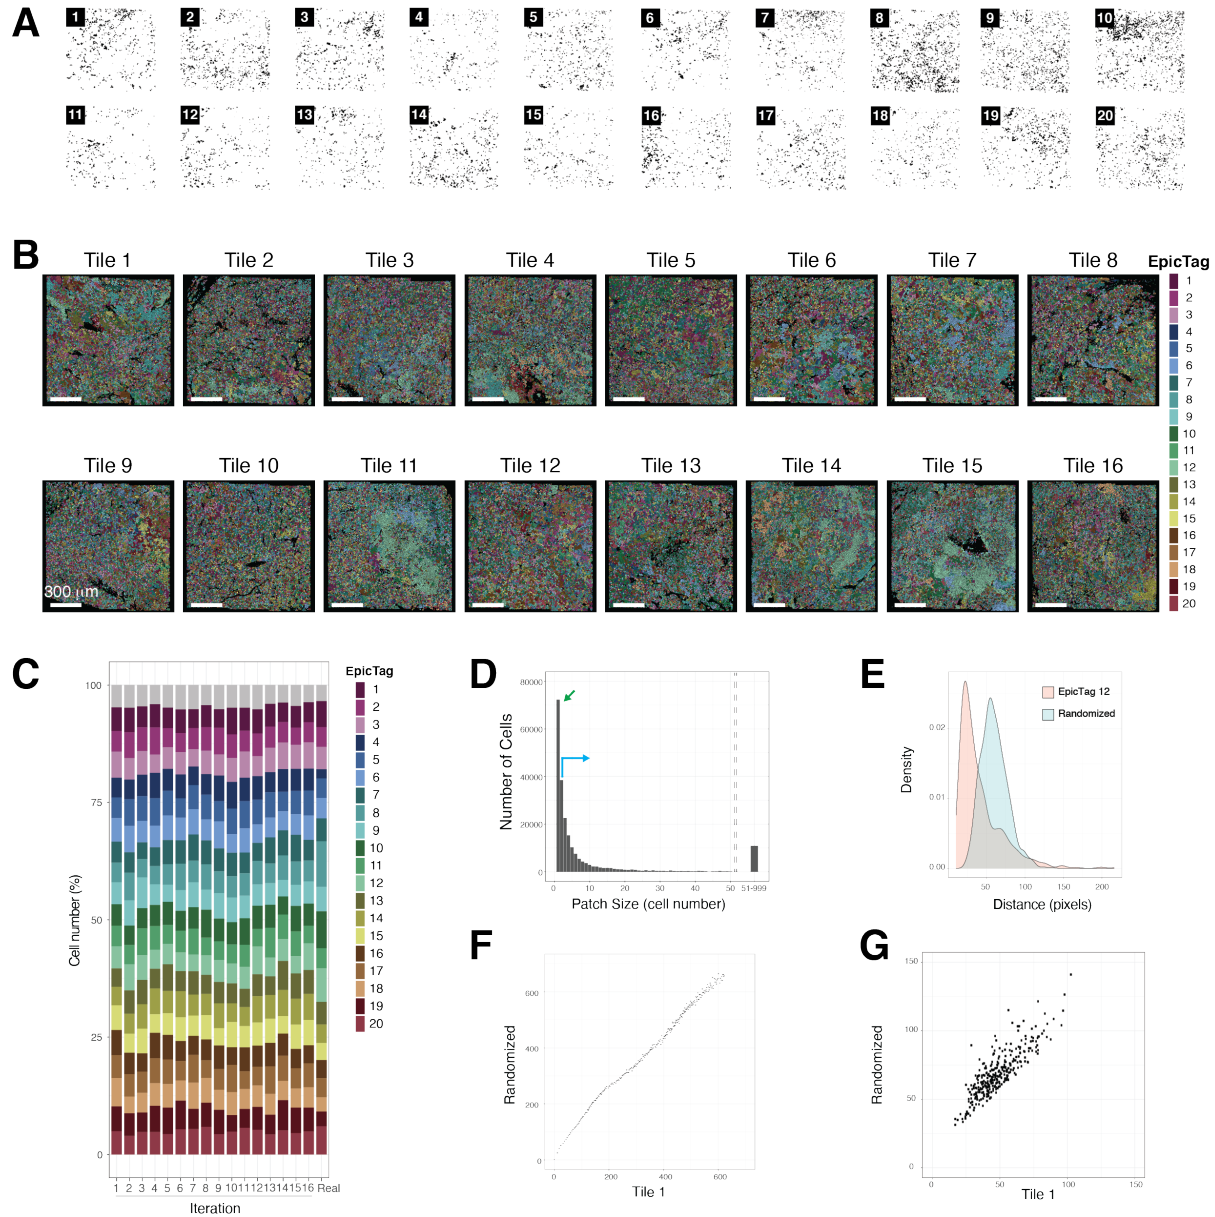 A
1 2 3 4 5 6 7 8 9 10
11 12 13 14 15 16 17 18 19 20
B
Tile 1 Tile 2 Tile 3 Tile 4 Tile 5 Tile 6 Tile 7 Tile 8
Tile 9 Tile 10 Tile 11 Tile 12 Tile 13 Tile 14 Tile 15 Tile 16
300 µm
EpicTag
1
2
3
4
5
6
7
8
9
10
11
12
13
14
15
16
17
18
19
20
C
100
75
50
25
0
Cell number (%)
1 2 3 4 5 6 7 8 9 10 11 12 13 14 15 16 Real
Iteration
EpicTag
1
2
3
4
5
6
7
8
9
10
11
12
13
14
15
16
17
18
19
20
D
80000
60000
40000
20000
0
Number of Cells
0 10 20 30 40 50 51-999
Patch Size (cell number)
E
EpicTag 12
Randomized
0.02
0.01
0.00
Density
50 100 150 200
Distance (pixels)
F
600
400
200
0
Randomized
0 200 400 600
Tile 1
G
150
100
50
0
Randomized
0 50 100 150
Tile 1